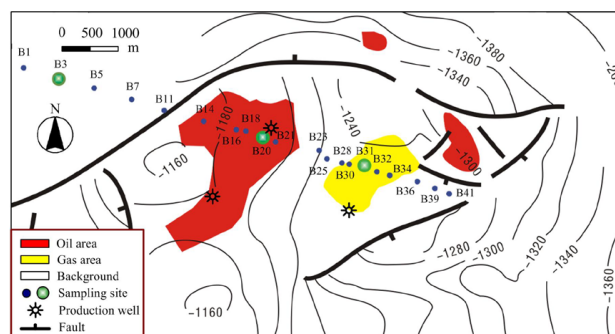 0 500 1000 m
B1
B3
B5
B7
B11
B14
B16
B18
B20
B21
B23
B25
B28
B30
B31
B32
B34
B36
B39
B41
N
-1160
-1180
-1160
-1240
-1300
-1340
-1360
-1380
-1280
-1300
-1320
-1340
-1360
Oil area
Gas area
Background
Sampling site
Production well
Fault